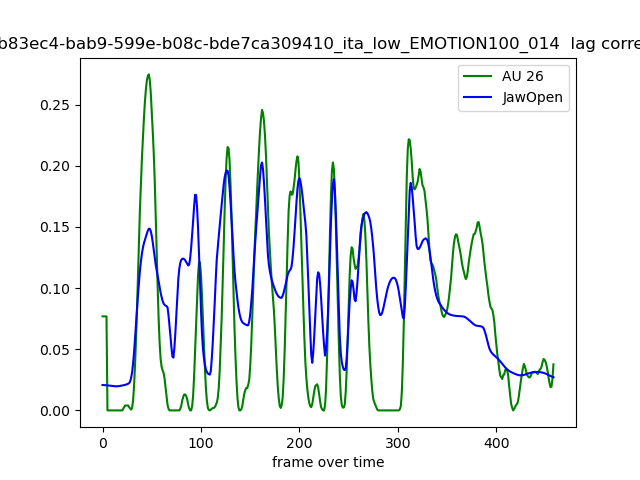 b83ec4-bab9-599e-b08c-bde7ca309410_ita_low_EMOTION100_014 lag corre
AU 26
JawOpen
0.25
0.20
0.15
0.10
0.05
0.00
0 100 200 300 400
frame over time